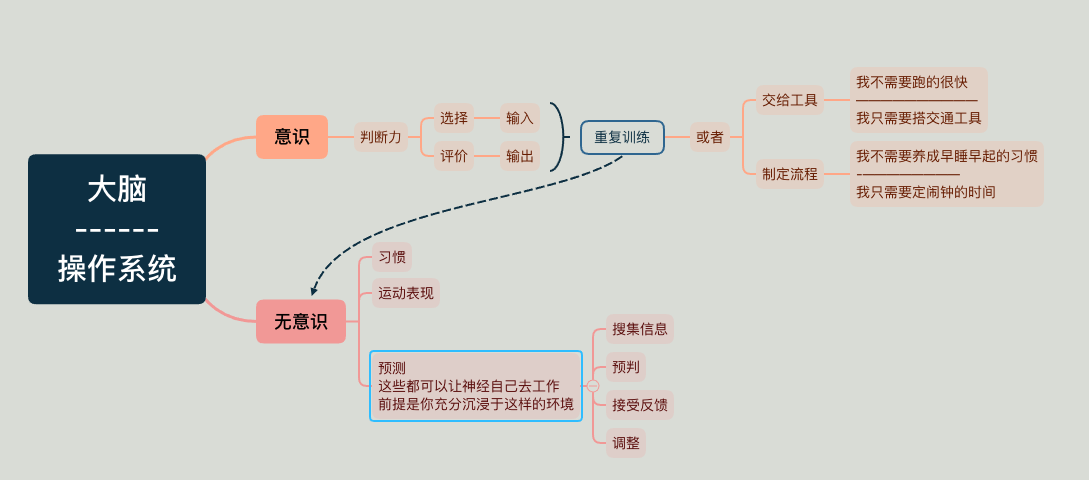 大脑
------
操作系统
意识
判断力
选择
输入
评价
输出
重复训练
或者
交给工具
我不需要跑的很快
————————————
我只需要搭交通工具
制定流程
我不需要养成早睡早起的习惯
-——————————
我只需要定闹钟的时间
无意识
习惯
运动表现
预测
这些都可以让神经自己去工作
前提是你充分沉浸于这样的环境
搜集信息
预判
接受反馈
调整